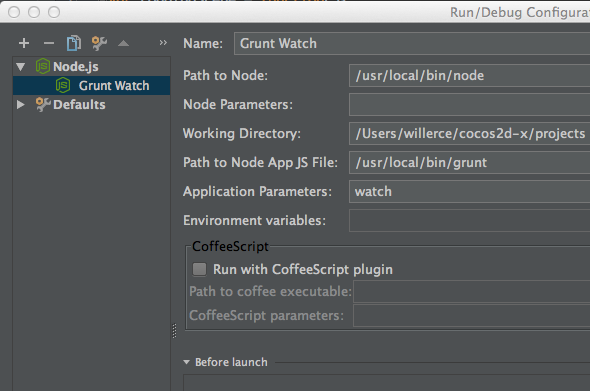 Run/Debug Configura
Name: Grunt Watch
Node.js
Grunt Watch
Defaults
Path to Node: /usr/local/bin/node
Node Parameters:
Working Directory: /Users/willerce/cocos2d-x/projects
Path to Node App JS File: /usr/local/bin/grunt
Application Parameters: watch
Environment variables:
CoffeeScript
Run with CoffeeScript plugin
Path to coffee executable:
CoffeeScript parameters:
Before launch